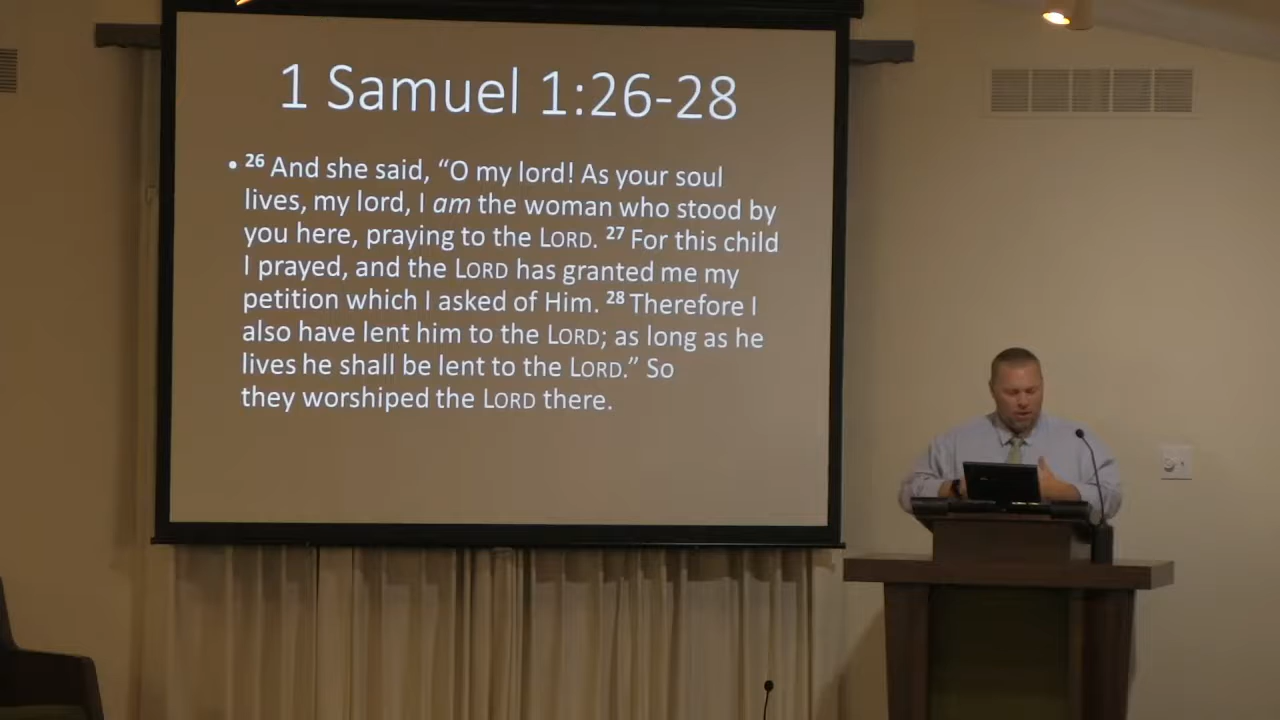 1 Samuel 1:26-28
• 26 And she said, “O my lord! As your soul
lives, my lord, I am the woman who stood by
you here, praying to the LORD. 27 For this child
I prayed, and the LORD has granted me my
petition which I asked of Him. 28 Therefore I
also have lent him to the LORD; as long as he
lives he shall be lent to the LORD.” So
they worshiped the LORD there.